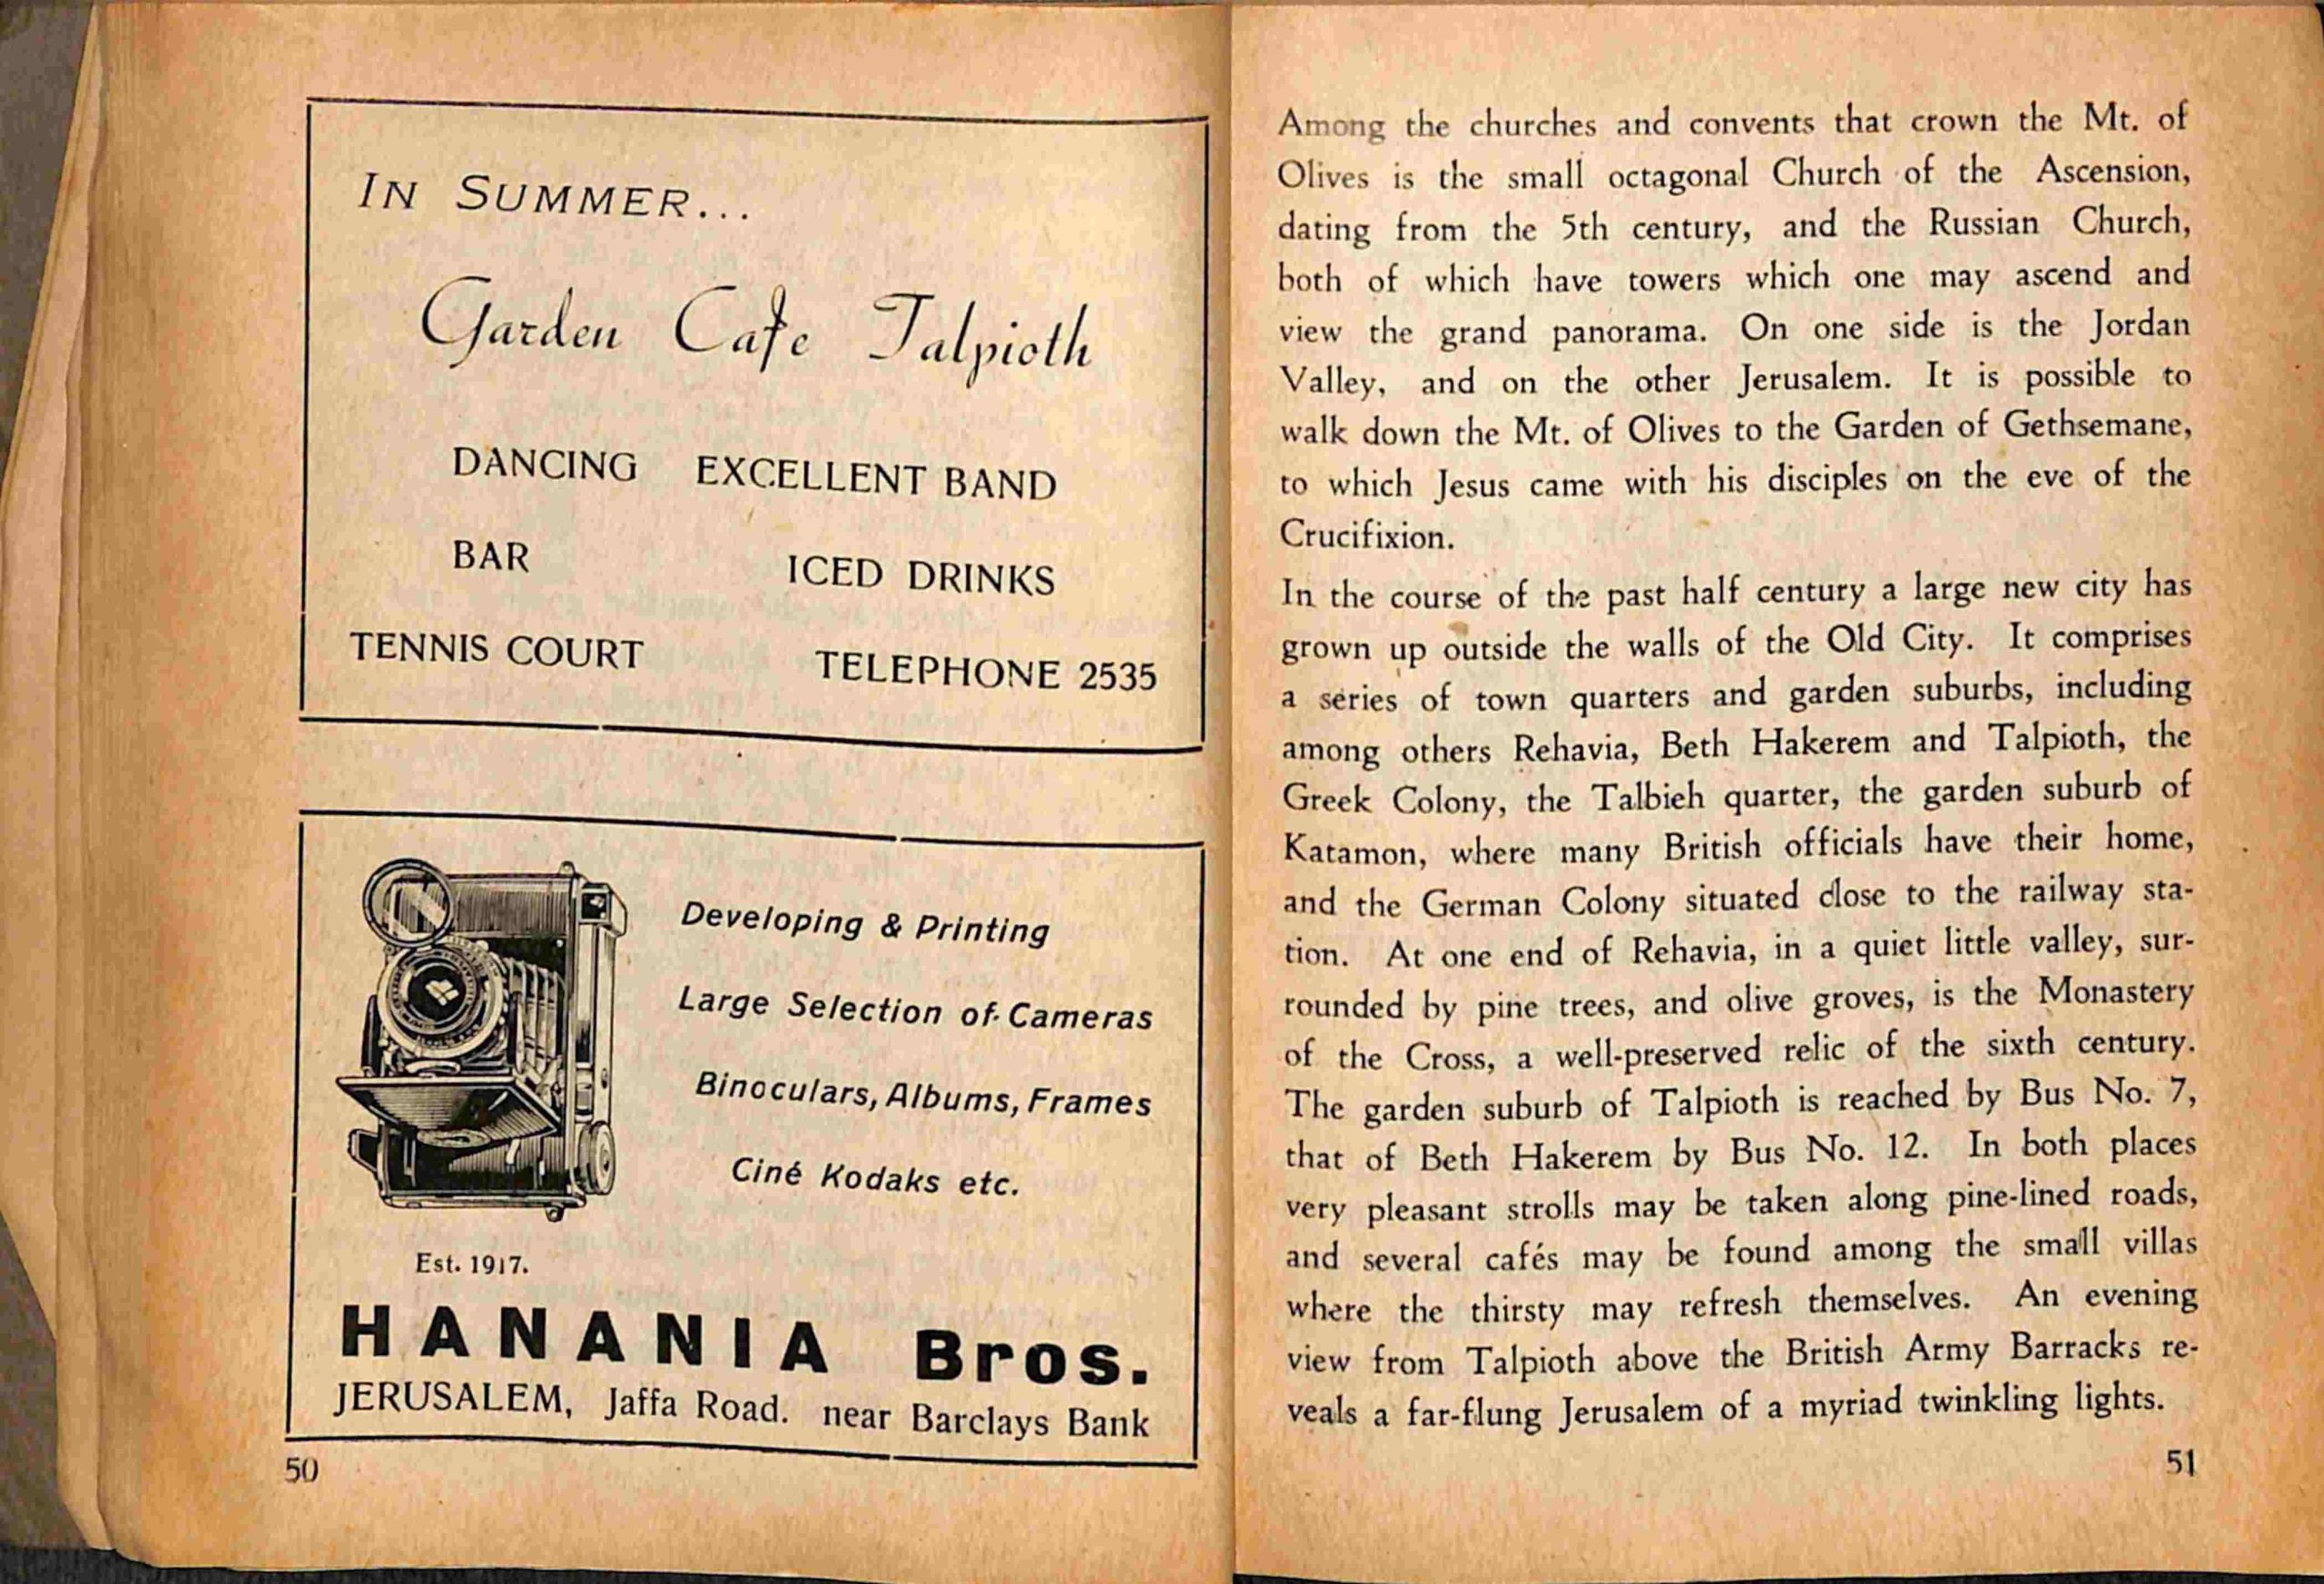 IN SUMMER...
Garden Cafe Talpioth
DANCING EXCELLENT BAND
BAR ICED DRINKS
TENNIS COURT TELEPHONE 2535
Developing & Printing
Large Selection of Cameras
Binoculars, Albums, Frames
Ciné Kodaks etc.
Est. 1917.
HANANIA Bros.
JERUSALEM, Jaffa Road. near Barclays Bank
50
Among the churches and convents that crown the Mt. of
Olives is the small octagonal Church of the Ascension,
dating from the 5th century, and the Russian Church,
both of which have towers which one may ascend and
view the grand panorama. On one side is the Jordan
Valley, and on the other Jerusalem. It is possible to
walk down the Mt. of Olives to the Garden of Gethsemane,
to which Jesus came with his disciples on the eve of the
Crucifixion.
In the course of the past half century a large new city has
grown up outside the walls of the Old City. It comprises
a series of town quarters and garden suburbs, including
among others Rehavia, Beth Hakerem and Talpioth, the
Greek Colony, the Talbieh quarter, the garden suburb of
Katamon, where many British officials have their home,
and the German Colony situated close to the railway sta-
tion. At one end of Rehavia, in a quiet little valley, sur-
rounded by pine trees, and olive groves, is the Monastery
of the Cross, a well-preserved relic of the sixth century.
The garden suburb of Talpioth is reached by Bus No. 7,
that of Beth Hakerem by Bus No. 12. In both places
very pleasant strolls may be taken along pine-lined roads,
and several cafés may be found among the small villas
where the thirsty may refresh themselves. An evening
view from Talpioth above the British Army Barracks re-
veals a far-flung Jerusalem of a myriad twinkling lights.
51